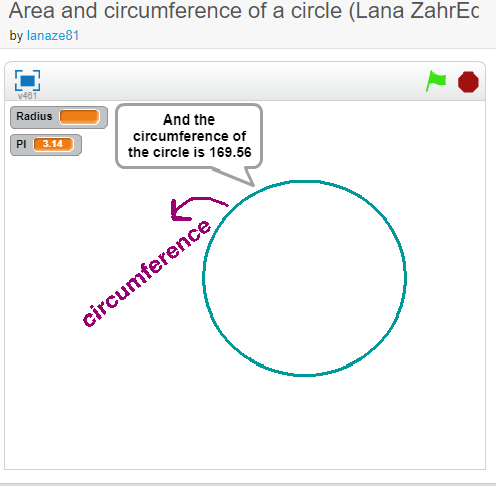 Area and circumference of a circle (Lana ZahrEc
by lanaze81
v461
Radius
PI 3.14
And the
circumference of
the circle is 169.56
circumference